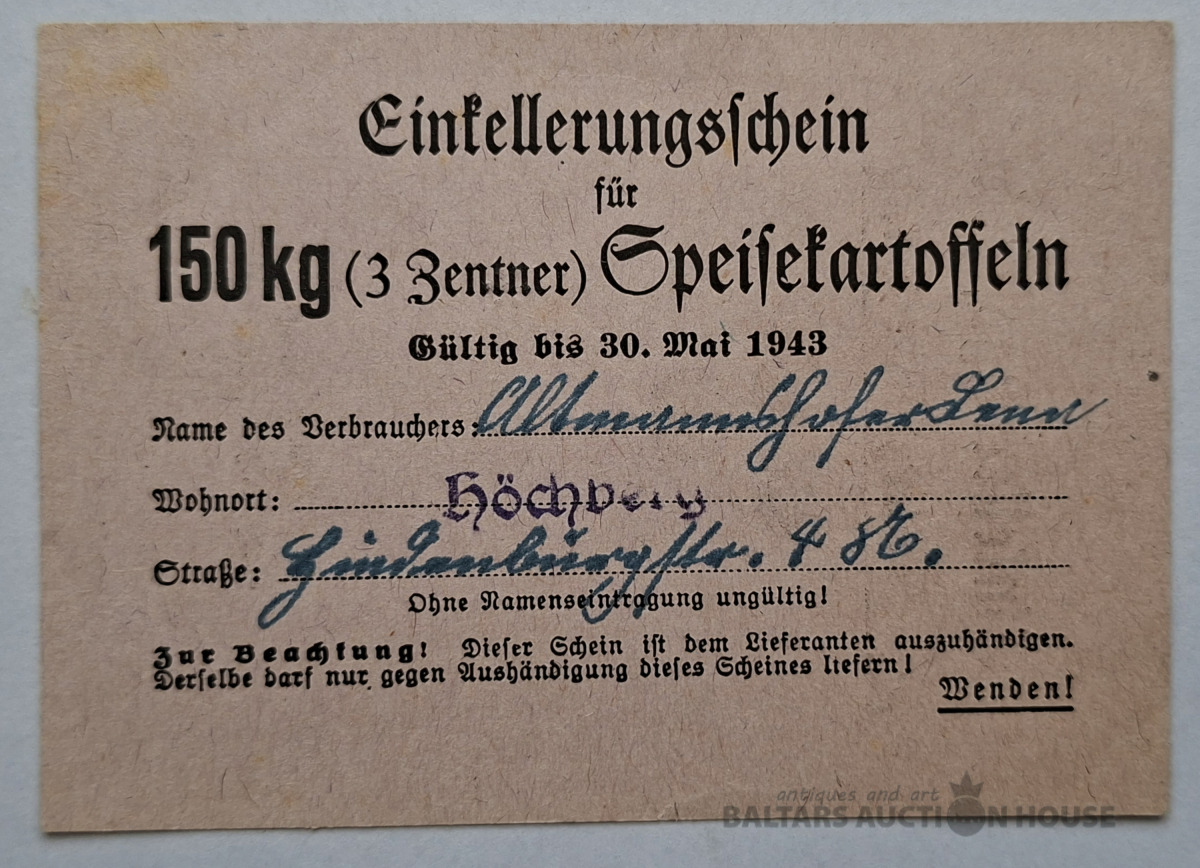 Einkellerungsschein
für
150 kg (3 Zentner) Speisekartoffeln
Gültig bis 30. Mai 1943
Name des Verbrauchers: Altmannshofer Lena
Wohnort: Höchberg
Straße: Hindenburgstr. 4
Ohne Namenseintragung ungültig!
Zur Beachtung! Dieser Schein ist dem Lieferanten auszuhändigen.
Derselbe darf nur gegen Aushändigung dieses Scheines liefern!
Wenden!
antiques and art
BALTARS AUCTION HOUSE